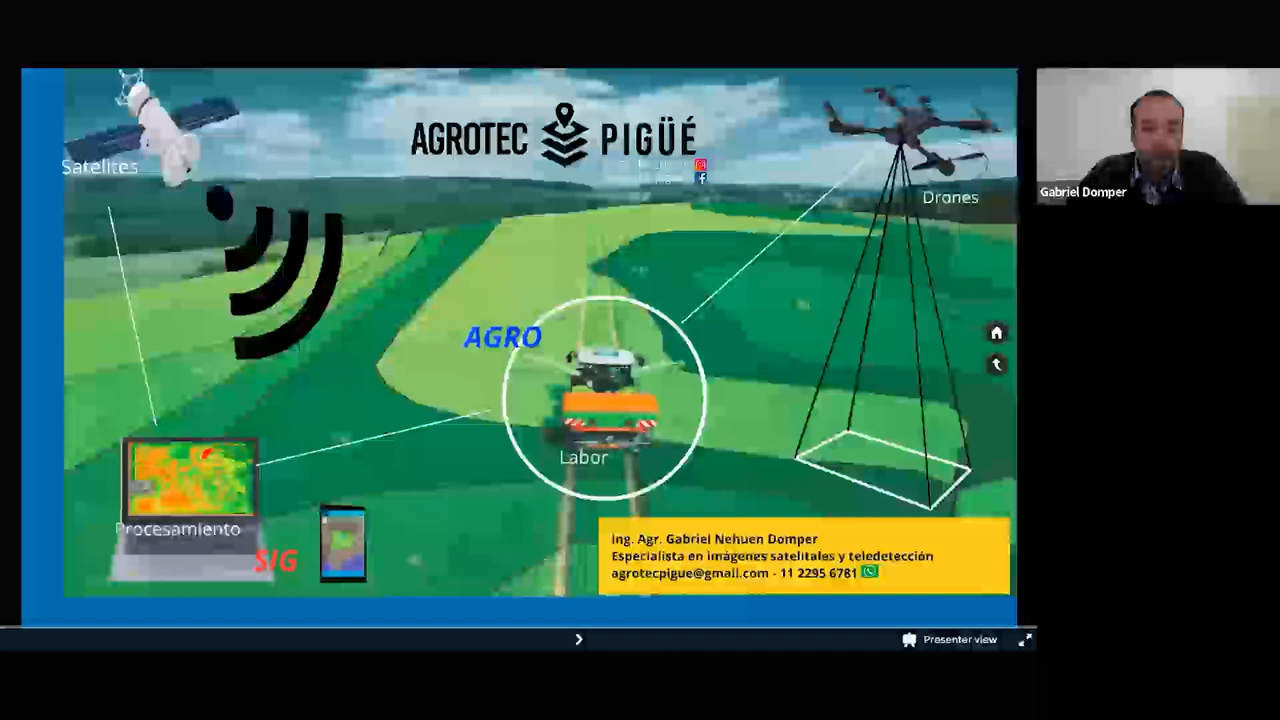 AGROTEC PIGÜÉ
Satelites
Drones
Gabriel Domper
AGRO
Labor
Procesamiento
SIG
Ing. Agr. Gabriel Nehuen Domper
Especialista en imágenes satelitales y teledetección
agrotecpigue@gmail.com - 11 2295 6781
Presenter view